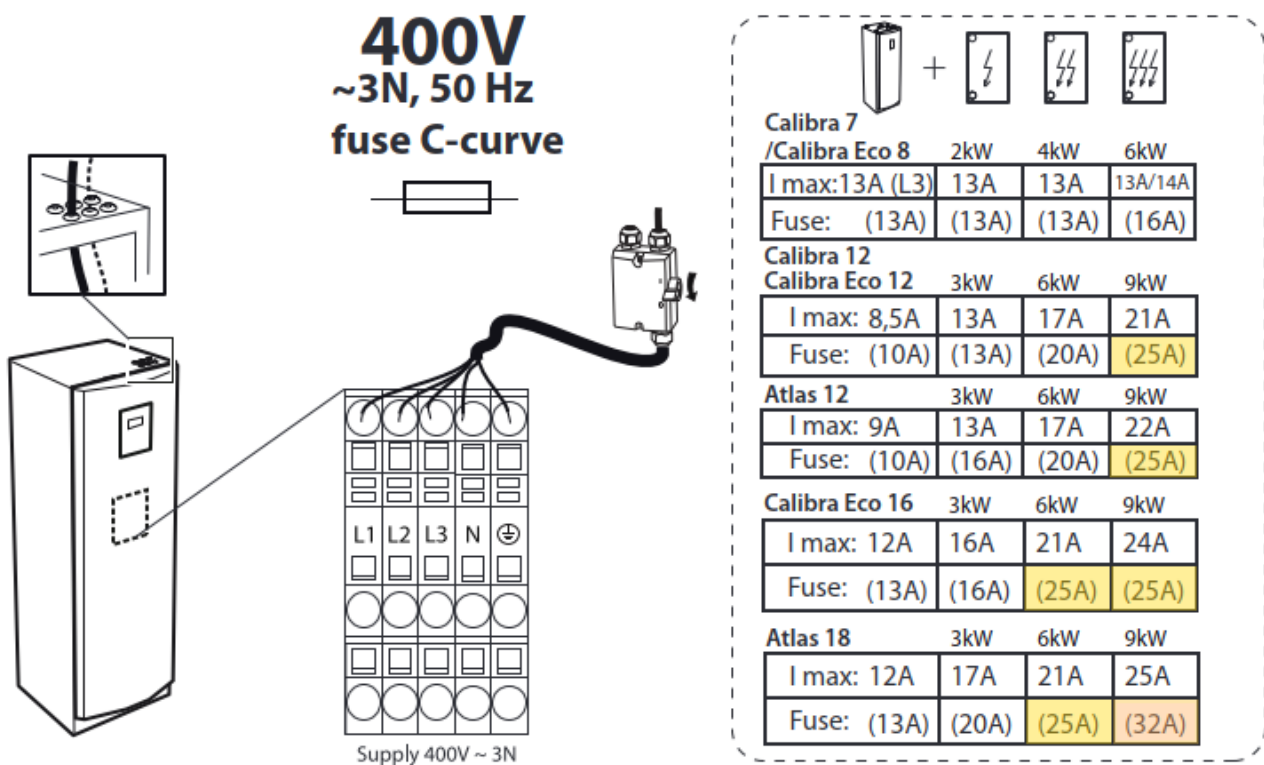 400V
~3N, 50 Hz
fuse C-curve
L1 L2 L3 N
Supply 400V ~ 3N
+
Calibra 7
/Calibra Eco 8 2kW 4kW 6kW
I max:13A (L3) 13A 13A 13A/14A
Fuse: (13A) (13A) (13A) (16A)
Calibra 12
Calibra Eco 12 3kW 6kW 9kW
I max: 8,5A 13A 17A 21A
Fuse: (10A) (13A) (20A) (25A)
Atlas 12 3kW 6kW 9kW
I max: 9A 13A 17A 22A
Fuse: (10A) (16A) (20A) (25A)
Calibra Eco 16 3kW 6kW 9kW
I max: 12A 16A 21A 24A
Fuse: (13A) (16A) (25A) (25A)
Atlas 18 3kW 6kW 9kW
I max: 12A 17A 21A 25A
Fuse: (13A) (20A) (25A) (32A)